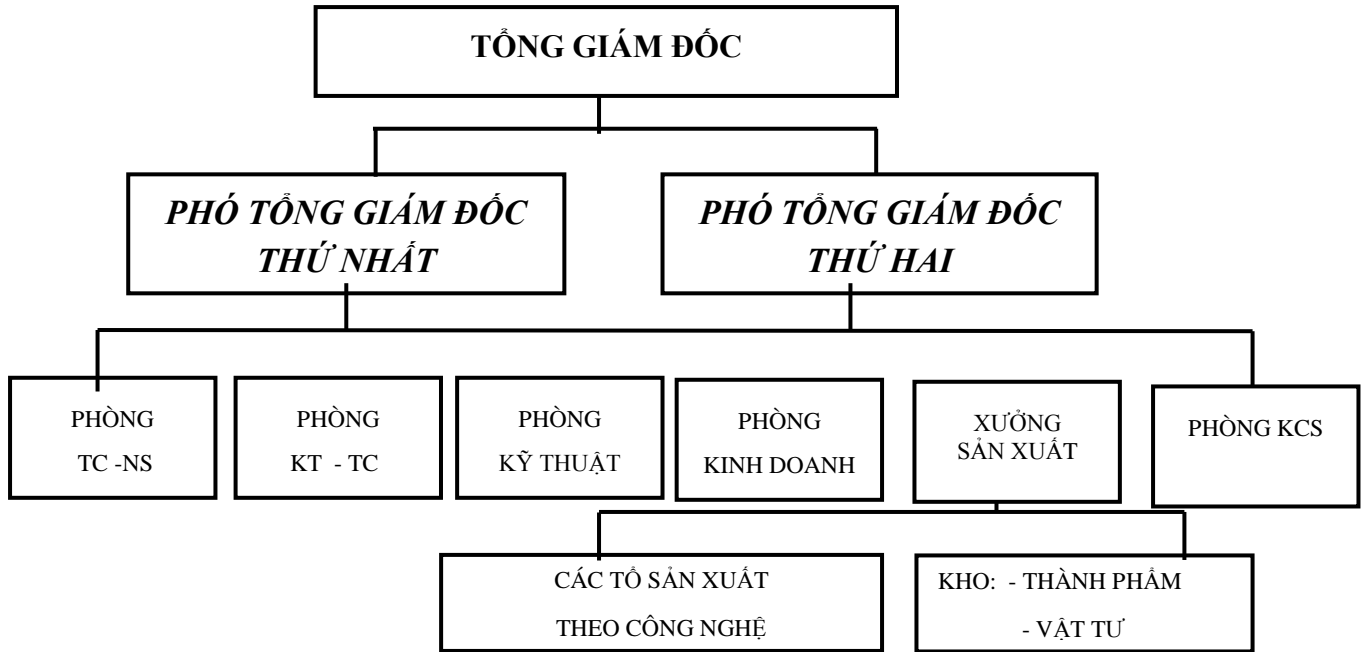 TỔNG GIÁM ĐỐC
PHÓ TỔNG GIÁM ĐỐC
THỨ NHẤT
PHÓ TỔNG GIÁM ĐỐC
THỨ HAI
PHÒNG
TC -NS
PHÒNG
KT - TC
PHÒNG
KỸ THUẬT
PHÒNG
KINH DOANH
XƯỞNG
SẢN XUẤT
PHÒNG KCS
CÁC TỔ SẢN XUẤT
THEO CÔNG NGHỆ
KHO: - THÀNH PHẨM
- VẬT TƯ